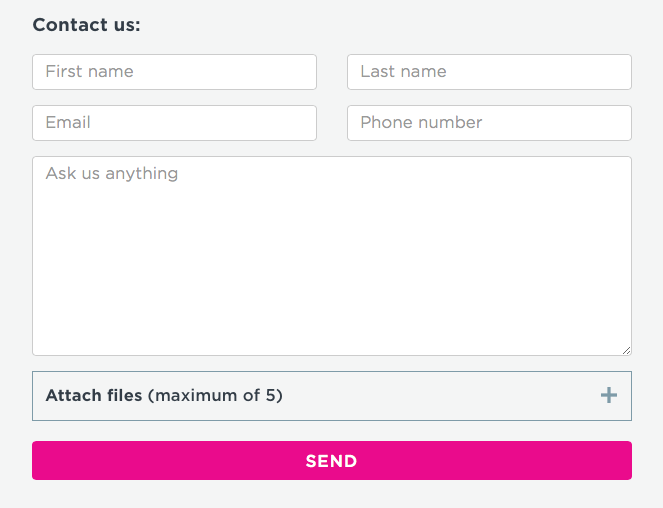 Contact us:
First name
Last name
Email
Phone number
Ask us anything
Attach files (maximum of 5)
SEND